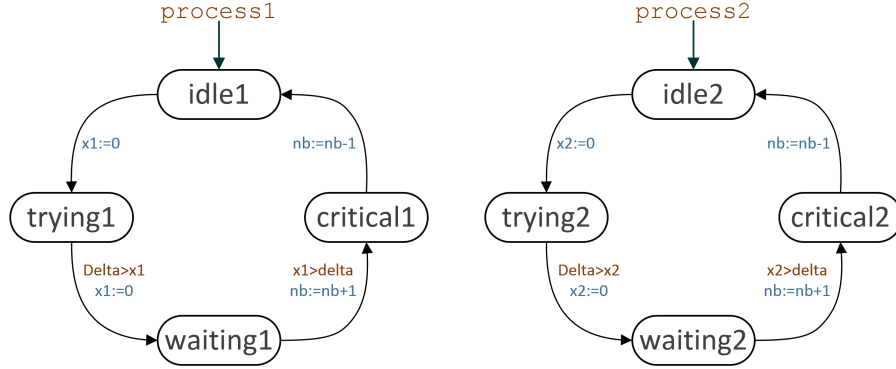 process1
idle1
x1:=0
nb:=nb-1
trying1
critical1
Delta>x1
x1:=0
x1>delta
nb:=nb+1
waiting1
process2
idle2
x2:=0
nb:=nb-1
trying2
critical2
Delta>x2
x2:=0
x2>delta
nb:=nb+1
waiting2